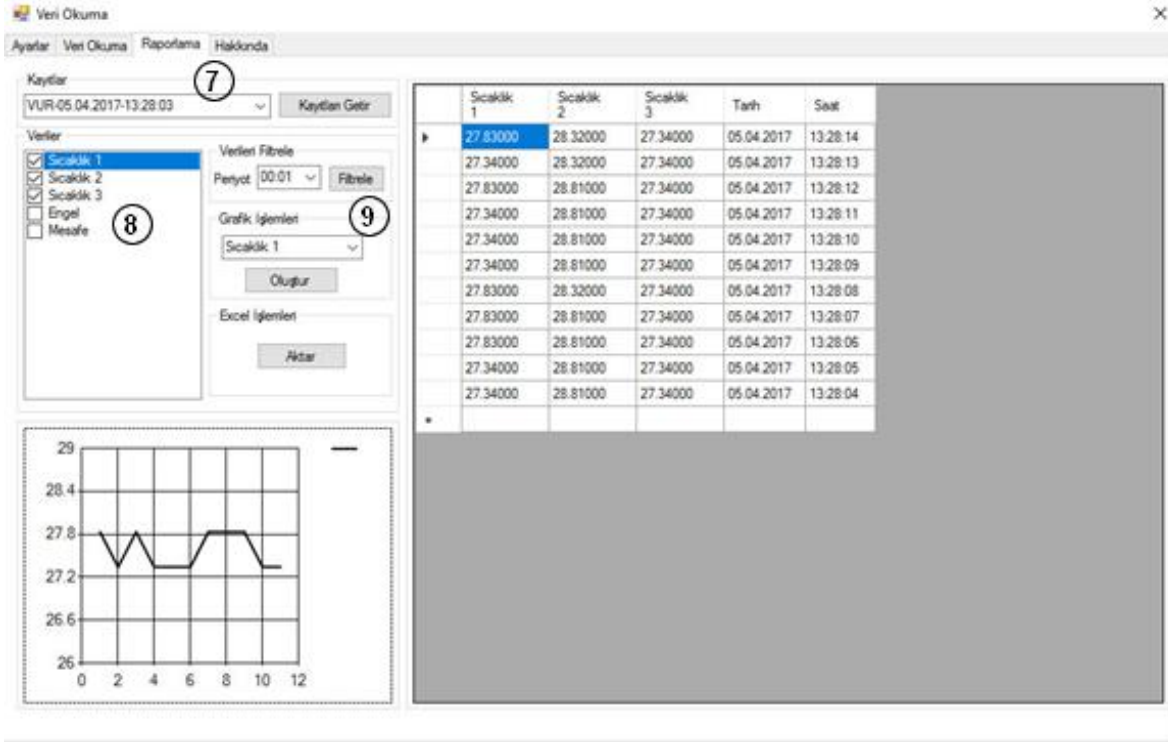 Veri Okuma
Ayarlar Veri Okuma Raporlama Hakkında
Kayıtlar
7
VUR-05.04.2017-13:28:03 Kayıtları Getir
Veriler
Sıcaklık 1
Sıcaklık 2
Sıcaklık 3
Engel
Mesafe
8
Verileri Filtrele
Periyot 00:01 Filtrele
9
Grafik İşlemleri
Sıcaklık 1
Oluştur
Excel İşlemleri
Aktar
Sıcaklık 1 Sıcaklık 2 Sıcaklık 3 Tarih Saat
27.83000 28.32000 27.34000 05.04.2017 13:28:14
27.34000 28.32000 27.34000 05.04.2017 13:28:13
27.83000 28.81000 27.34000 05.04.2017 13:28:12
27.34000 28.81000 27.34000 05.04.2017 13:28:11
27.34000 28.81000 27.34000 05.04.2017 13:28:10
27.34000 28.81000 27.34000 05.04.2017 13:28:09
27.83000 28.32000 27.34000 05.04.2017 13:28:08
27.83000 28.81000 27.34000 05.04.2017 13:28:07
27.83000 28.81000 27.34000 05.04.2017 13:28:06
27.34000 28.81000 27.34000 05.04.2017 13:28:05
27.34000 28.81000 27.34000 05.04.2017 13:28:04
29
28.4
27.8
27.2
26.6
26
0 2 4 6 8 10 12